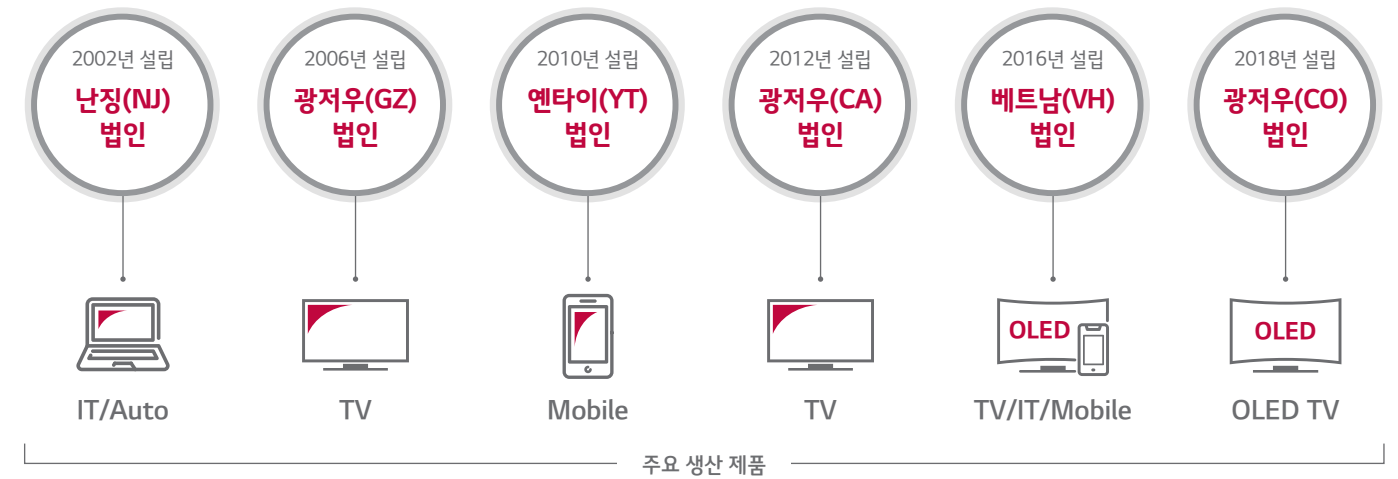 2002년 설립
난징(NJ)
법인
2006년 설립
광저우(GZ)
법인
2010년 설립
옌타이(YT)
법인
2012년 설립
광저우(CA)
법인
2016년 설립
베트남(VH)
법인
2018년 설립
광저우(CO)
법인
OLED
OLED
IT/Auto
TV
Mobile
TV
TV/IT/Mobile
OLED TV
주요 생산 제품